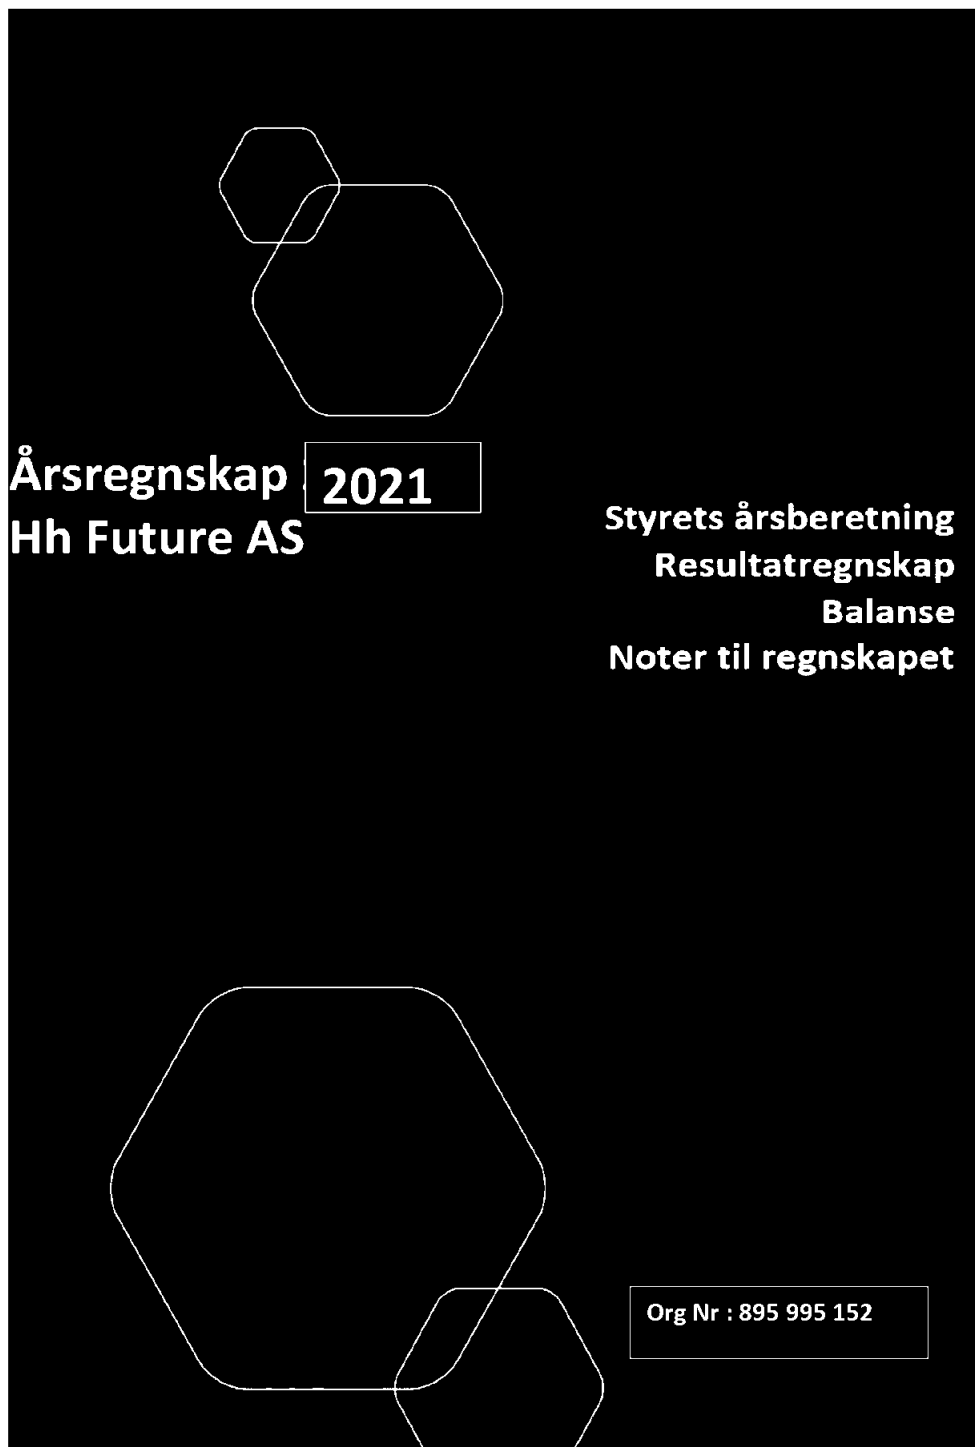 Årsregnskap
2021
Hh Future AS
Styrets årsberetning
Resultatregnskap
Balanse
Noter til regnskapet
Org Nr : 895 995 152